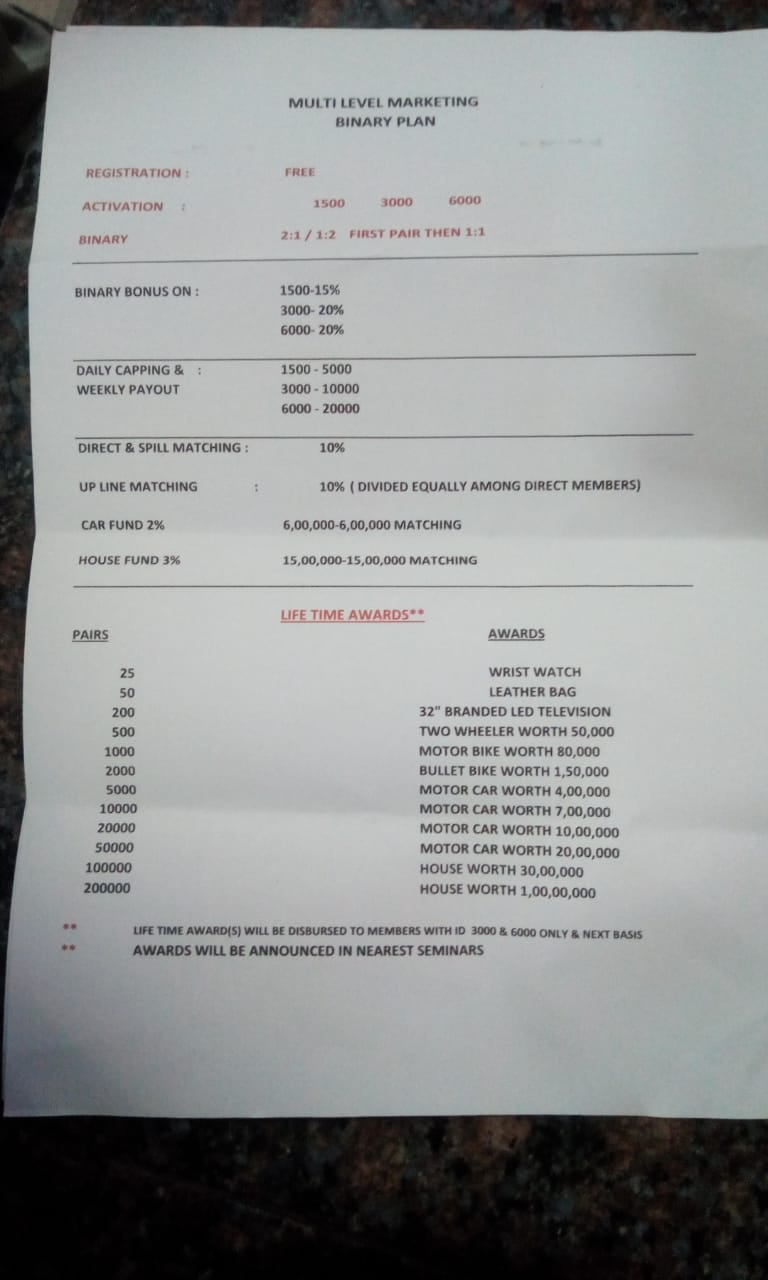 MULTI LEVEL MARKETING
BINARY PLAN
REGISTRATION : FREE
ACTIVATION : 1500 3000 6000
BINARY 2:1 / 1:2 FIRST PAIR THEN 1:1
BINARY BONUS ON : 1500-15%
3000- 20%
6000- 20%
DAILY CAPPING & : 1500 - 5000
WEEKLY PAYOUT 3000 - 10000
6000 - 20000
DIRECT & SPILL MATCHING : 10%
UP LINE MATCHING : 10% ( DIVIDED EQUALLY AMONG DIRECT MEMBERS)
CAR FUND 2% 6,00,000-6,00,000 MATCHING
HOUSE FUND 3% 15,00,000-15,00,000 MATCHING
LIFE TIME AWARDS**
PAIRS AWARDS
25 WRIST WATCH
50 LEATHER BAG
200 32" BRANDED LED TELEVISION
500 TWO WHEELER WORTH 50,000
1000 MOTOR BIKE WORTH 80,000
2000 BULLET BIKE WORTH 1,50,000
5000 MOTOR CAR WORTH 4,00,000
10000 MOTOR CAR WORTH 7,00,000
20000 MOTOR CAR WORTH 10,00,000
50000 MOTOR CAR WORTH 20,00,000
100000 HOUSE WORTH 30,00,000
200000 HOUSE WORTH 1,00,00,000
** LIFE TIME AWARD(S) WILL BE DISBURSED TO MEMBERS WITH ID 3000 & 6000 ONLY & NEXT BASIS
** AWARDS WILL BE ANNOUNCED IN NEAREST SEMINARS